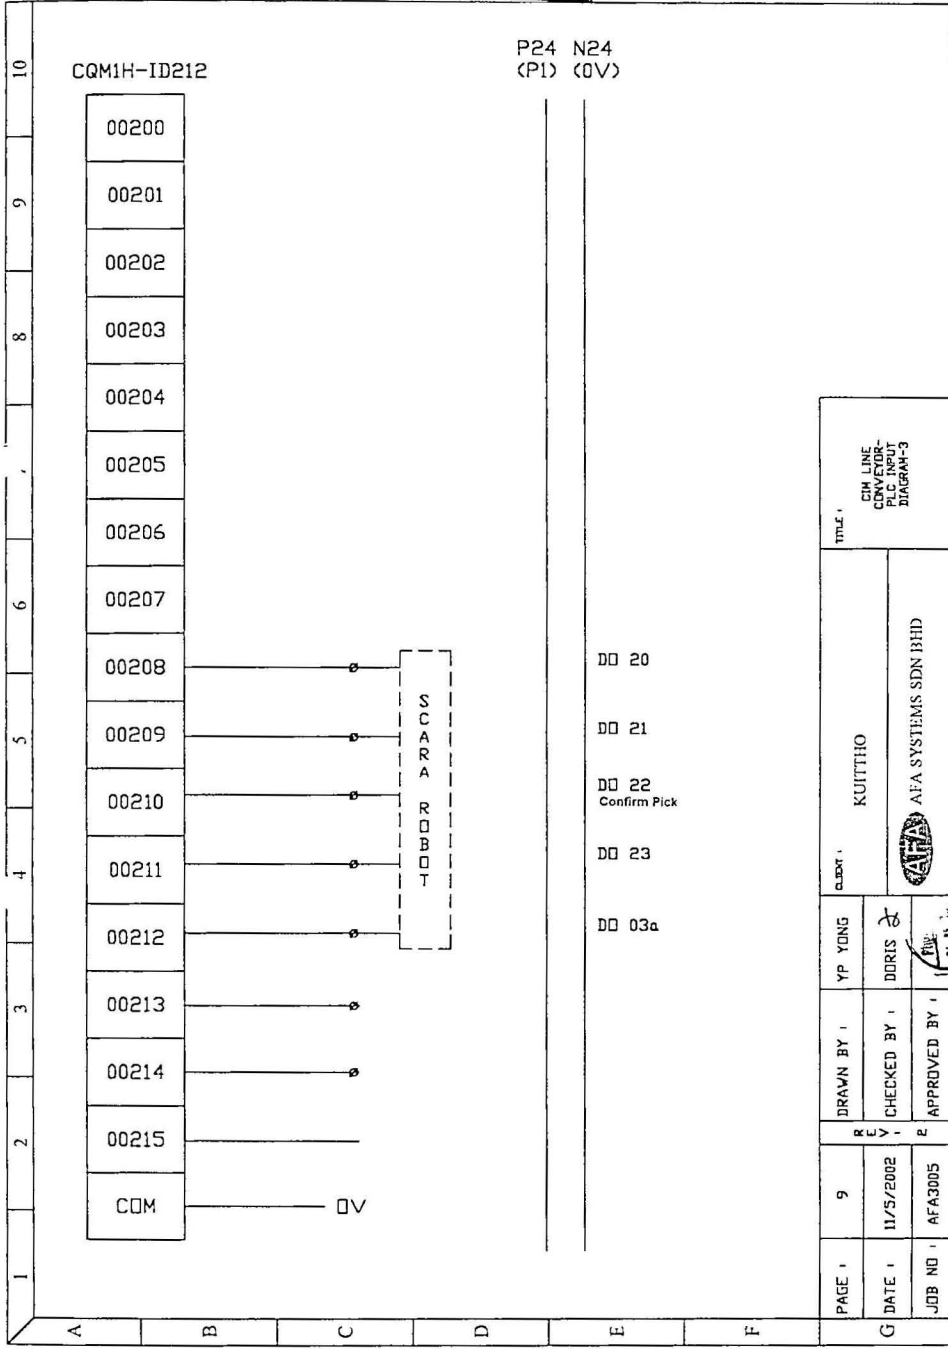 CQM1H-ID212
P24 N24
(P1) (0V)
00200
00201
00202
00203
00204
00205
00206
00207
00208
00209
00210
00211
00212
00213
00214
00215
COM
0V
SCARA ROBOT
DO 20
DO 21
DO 22
Confirm Pick
DO 23
DO 03a
10
9
8
6
5
4
3
2
1
A
B
C
D
E
F
G
TITLE :
CIM LINE
CONVEYOR-
PLC INPUT
DIAGRAM-3
CLIENT :
KUITTHO
AFA
AFA SYSTEMS SDN BHD
DRAWN BY :
YP YONG
CHECKED BY :
DORIS
APPROVED BY :
REV:
PAGE :
9
DATE :
11/5/2002
JOB NO :
AFA3005